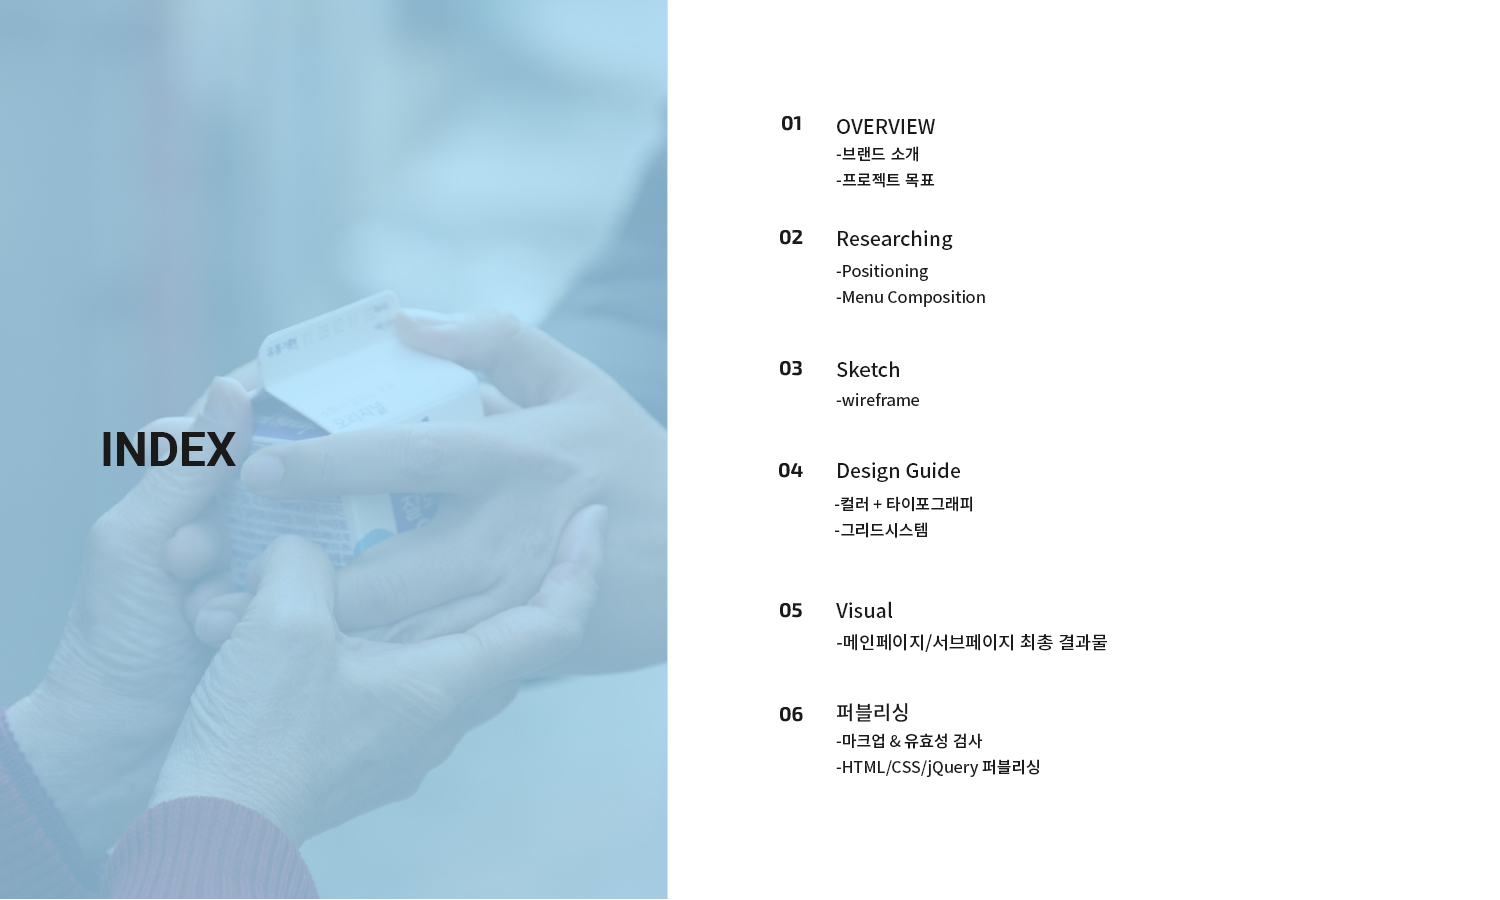 INDEX
01
OVERVIEW
-브랜드 소개
-프로젝트 목표
02
Researching
-Positioning
-Menu Composition
03
Sketch
-wireframe
04
Design Guide
-컬러 + 타이포그래피
-그리드시스템
05
Visual
-메인페이지/서브페이지 최총 결과물
06
퍼블리싱
-마크업 & 유효성 검사
-HTML/CSS/jQuery 퍼블리싱